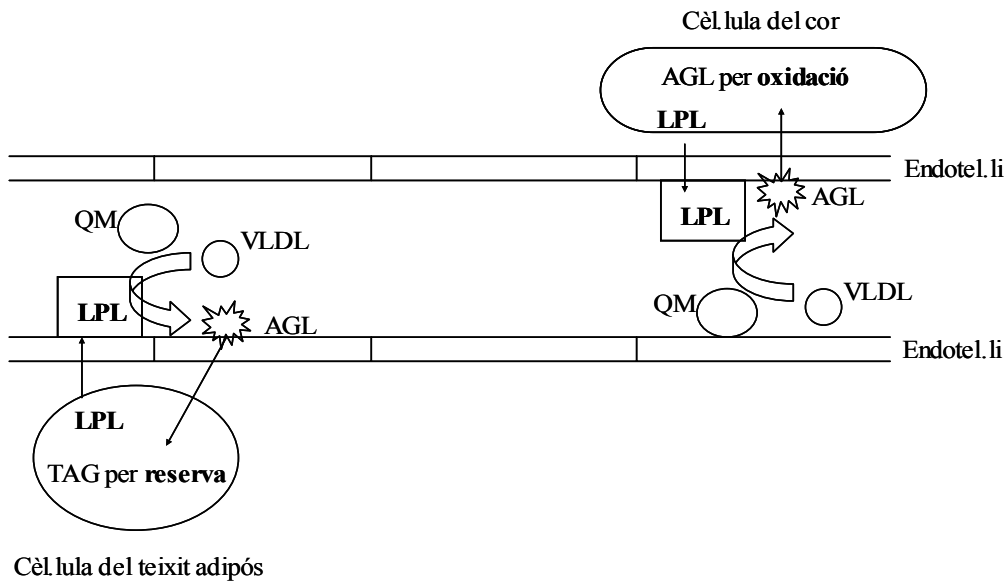 Cèl.lula del cor
AGL per oxidació
LPL
Endotel.li
LPL
AGL
QM
VLDL
QM
VLDL
LPL
AGL
Endotel.li
LPL
TAG per reserva
Cèl.lula del teixit adipós